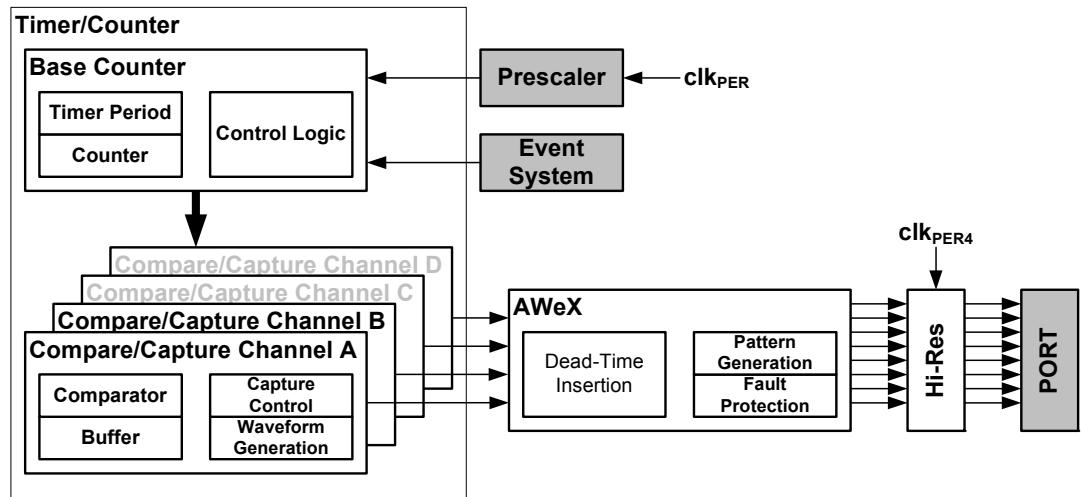 Timer/Counter
Base Counter
Timer Period
Counter
Control Logic
Prescaler
clkPER
Event
System
clkPER4
Compare/Capture Channel D
Compare/Capture Channel C
Compare/Capture Channel B
Compare/Capture Channel A
Comparator
Buffer
Capture
Control
Waveform
Generation
AWeX
Dead-Time
Insertion
Pattern
Generation
Fault
Protection
Hi-Res
PORT